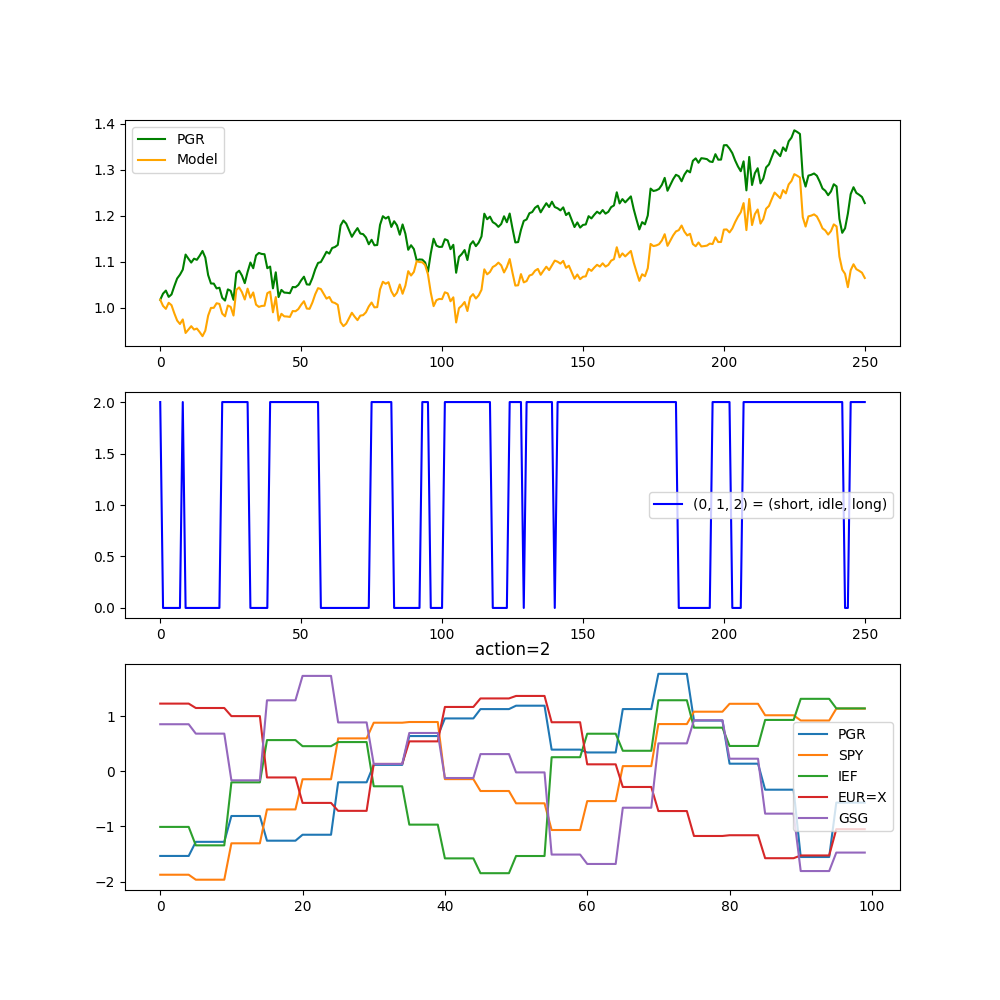 1.4
1.3
1.2
1.1
1.0
PGR
Model
0 50 100 150 200 250
2.0
1.5
1.0
0.5
0.0
(0, 1, 2) = (short, idle, long)
0 50 100 150 200 250
action=2
1
0
−1
−2
PGR
SPY
IEF
EUR=X
GSG
0 20 40 60 80 100